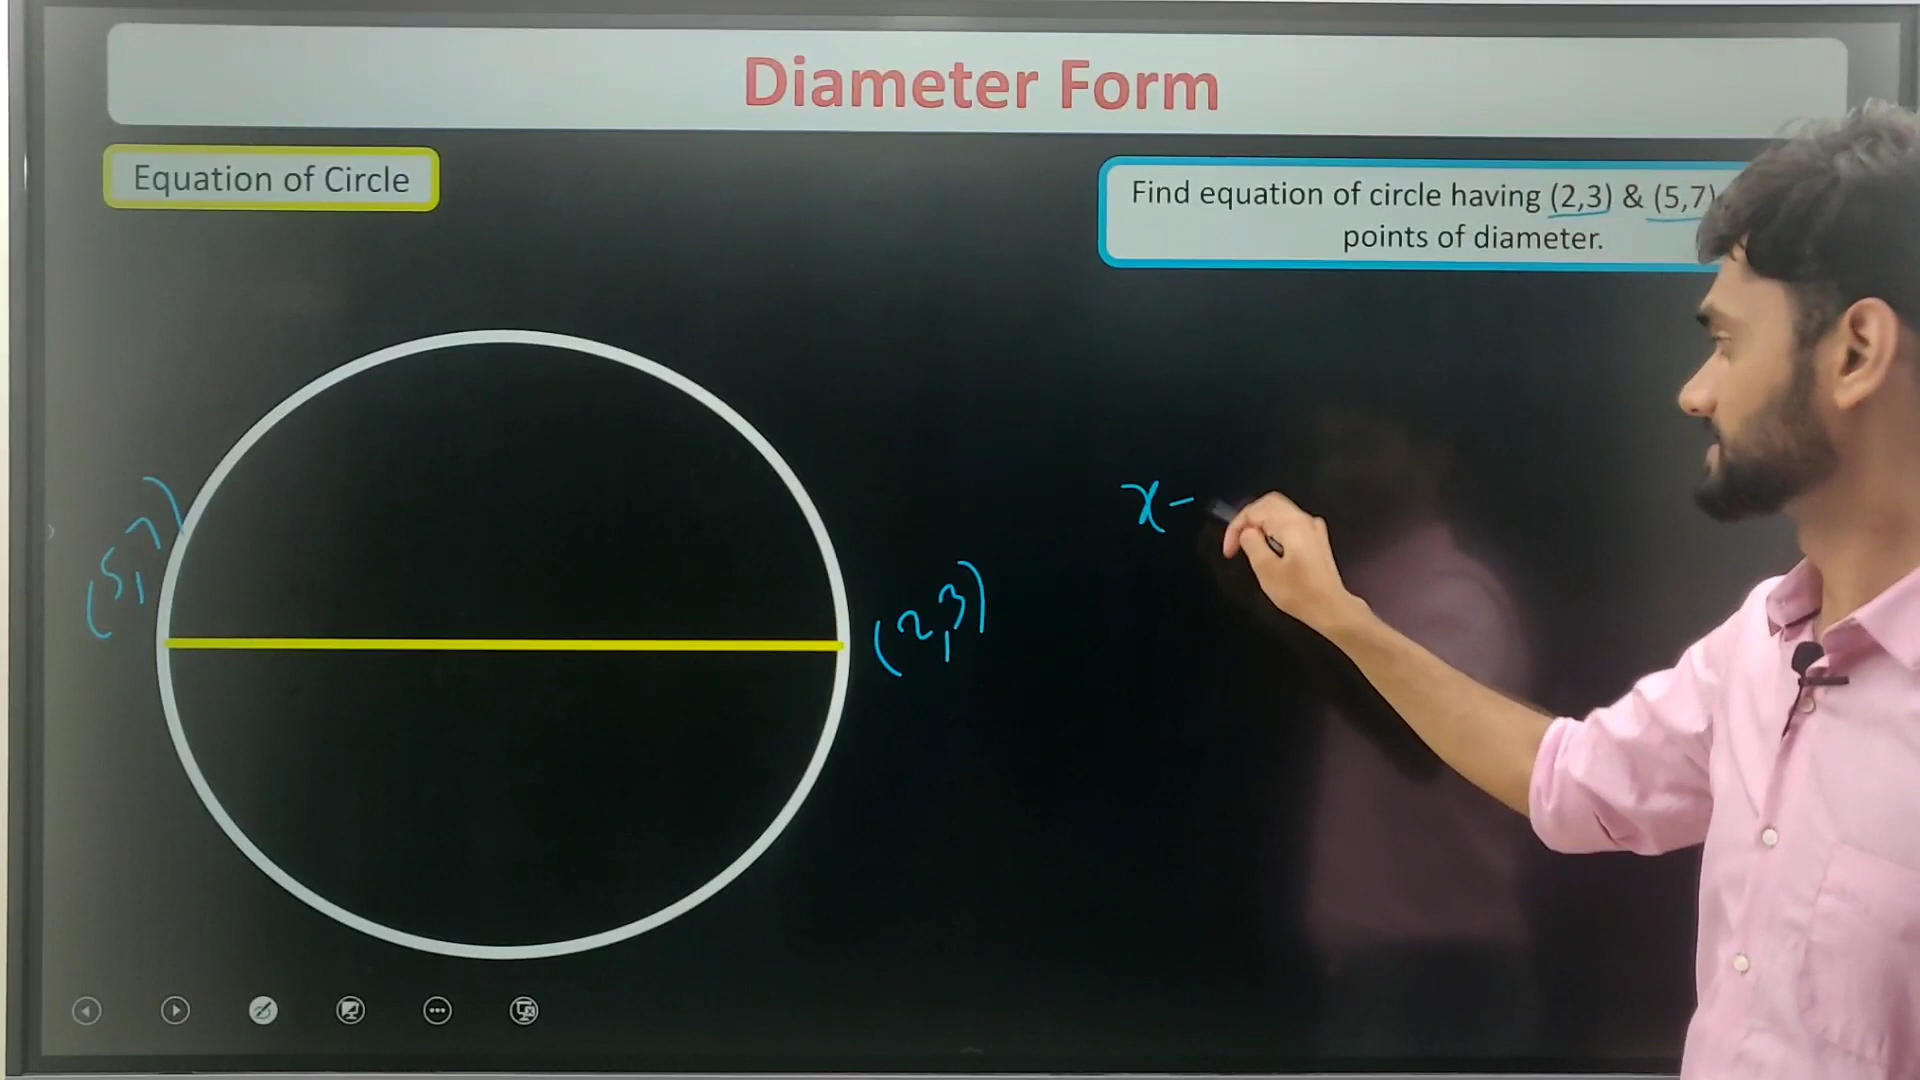 Diameter Form
Equation of Circle
Find equation of circle having (2,3) & (5,7)
points of diameter.
(5,7)
(2,3)
x-